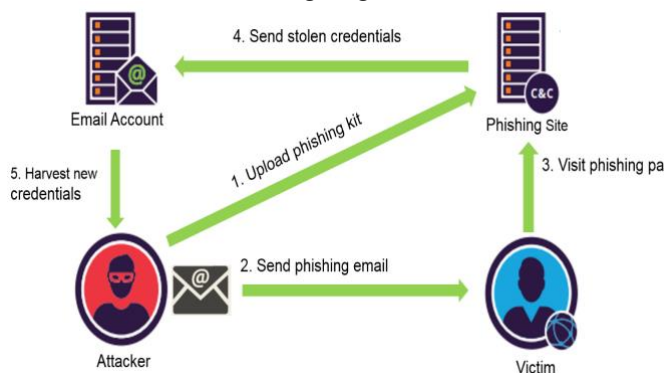 4. Send stolen credentials
@
C&C
Email Account
Phishing Site
1. Upload phishing kit
5. Harvest new
credentials
3. Visit phishing pa
@
2. Send phishing email
Attacker
Victim